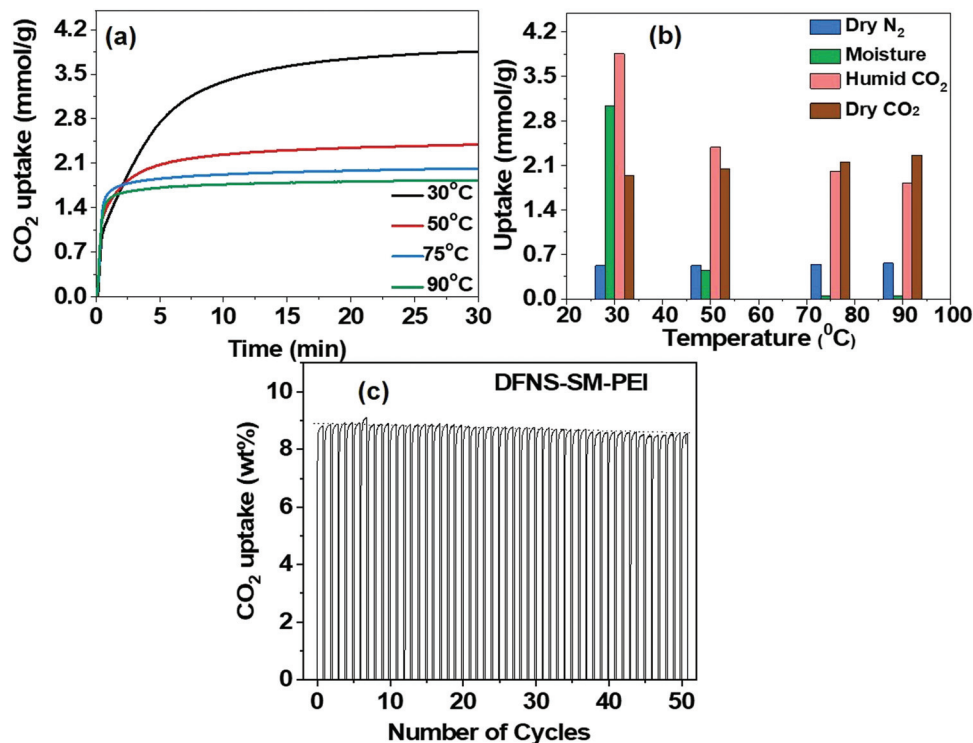 (a)
CO₂ uptake (mmol/g)
4.2
3.5
2.8
2.1
1.4
0.7
0.0
30°C
50°C
75°C
90°C
0 5 10 15 20 25 30
Time (min)
(b)
Uptake (mmol/g)
4.2
3.5
2.8
2.1
1.4
0.7
0.0
Dry N₂
Moisture
Humid CO₂
Dry CO₂
20 30 40 50 60 70 80 90 100
Temperature (⁰C)
(c)
DFNS-SM-PEI
CO₂ uptake (wt%)
10
8
6
4
2
0
0 10 20 30 40 50
Number of Cycles